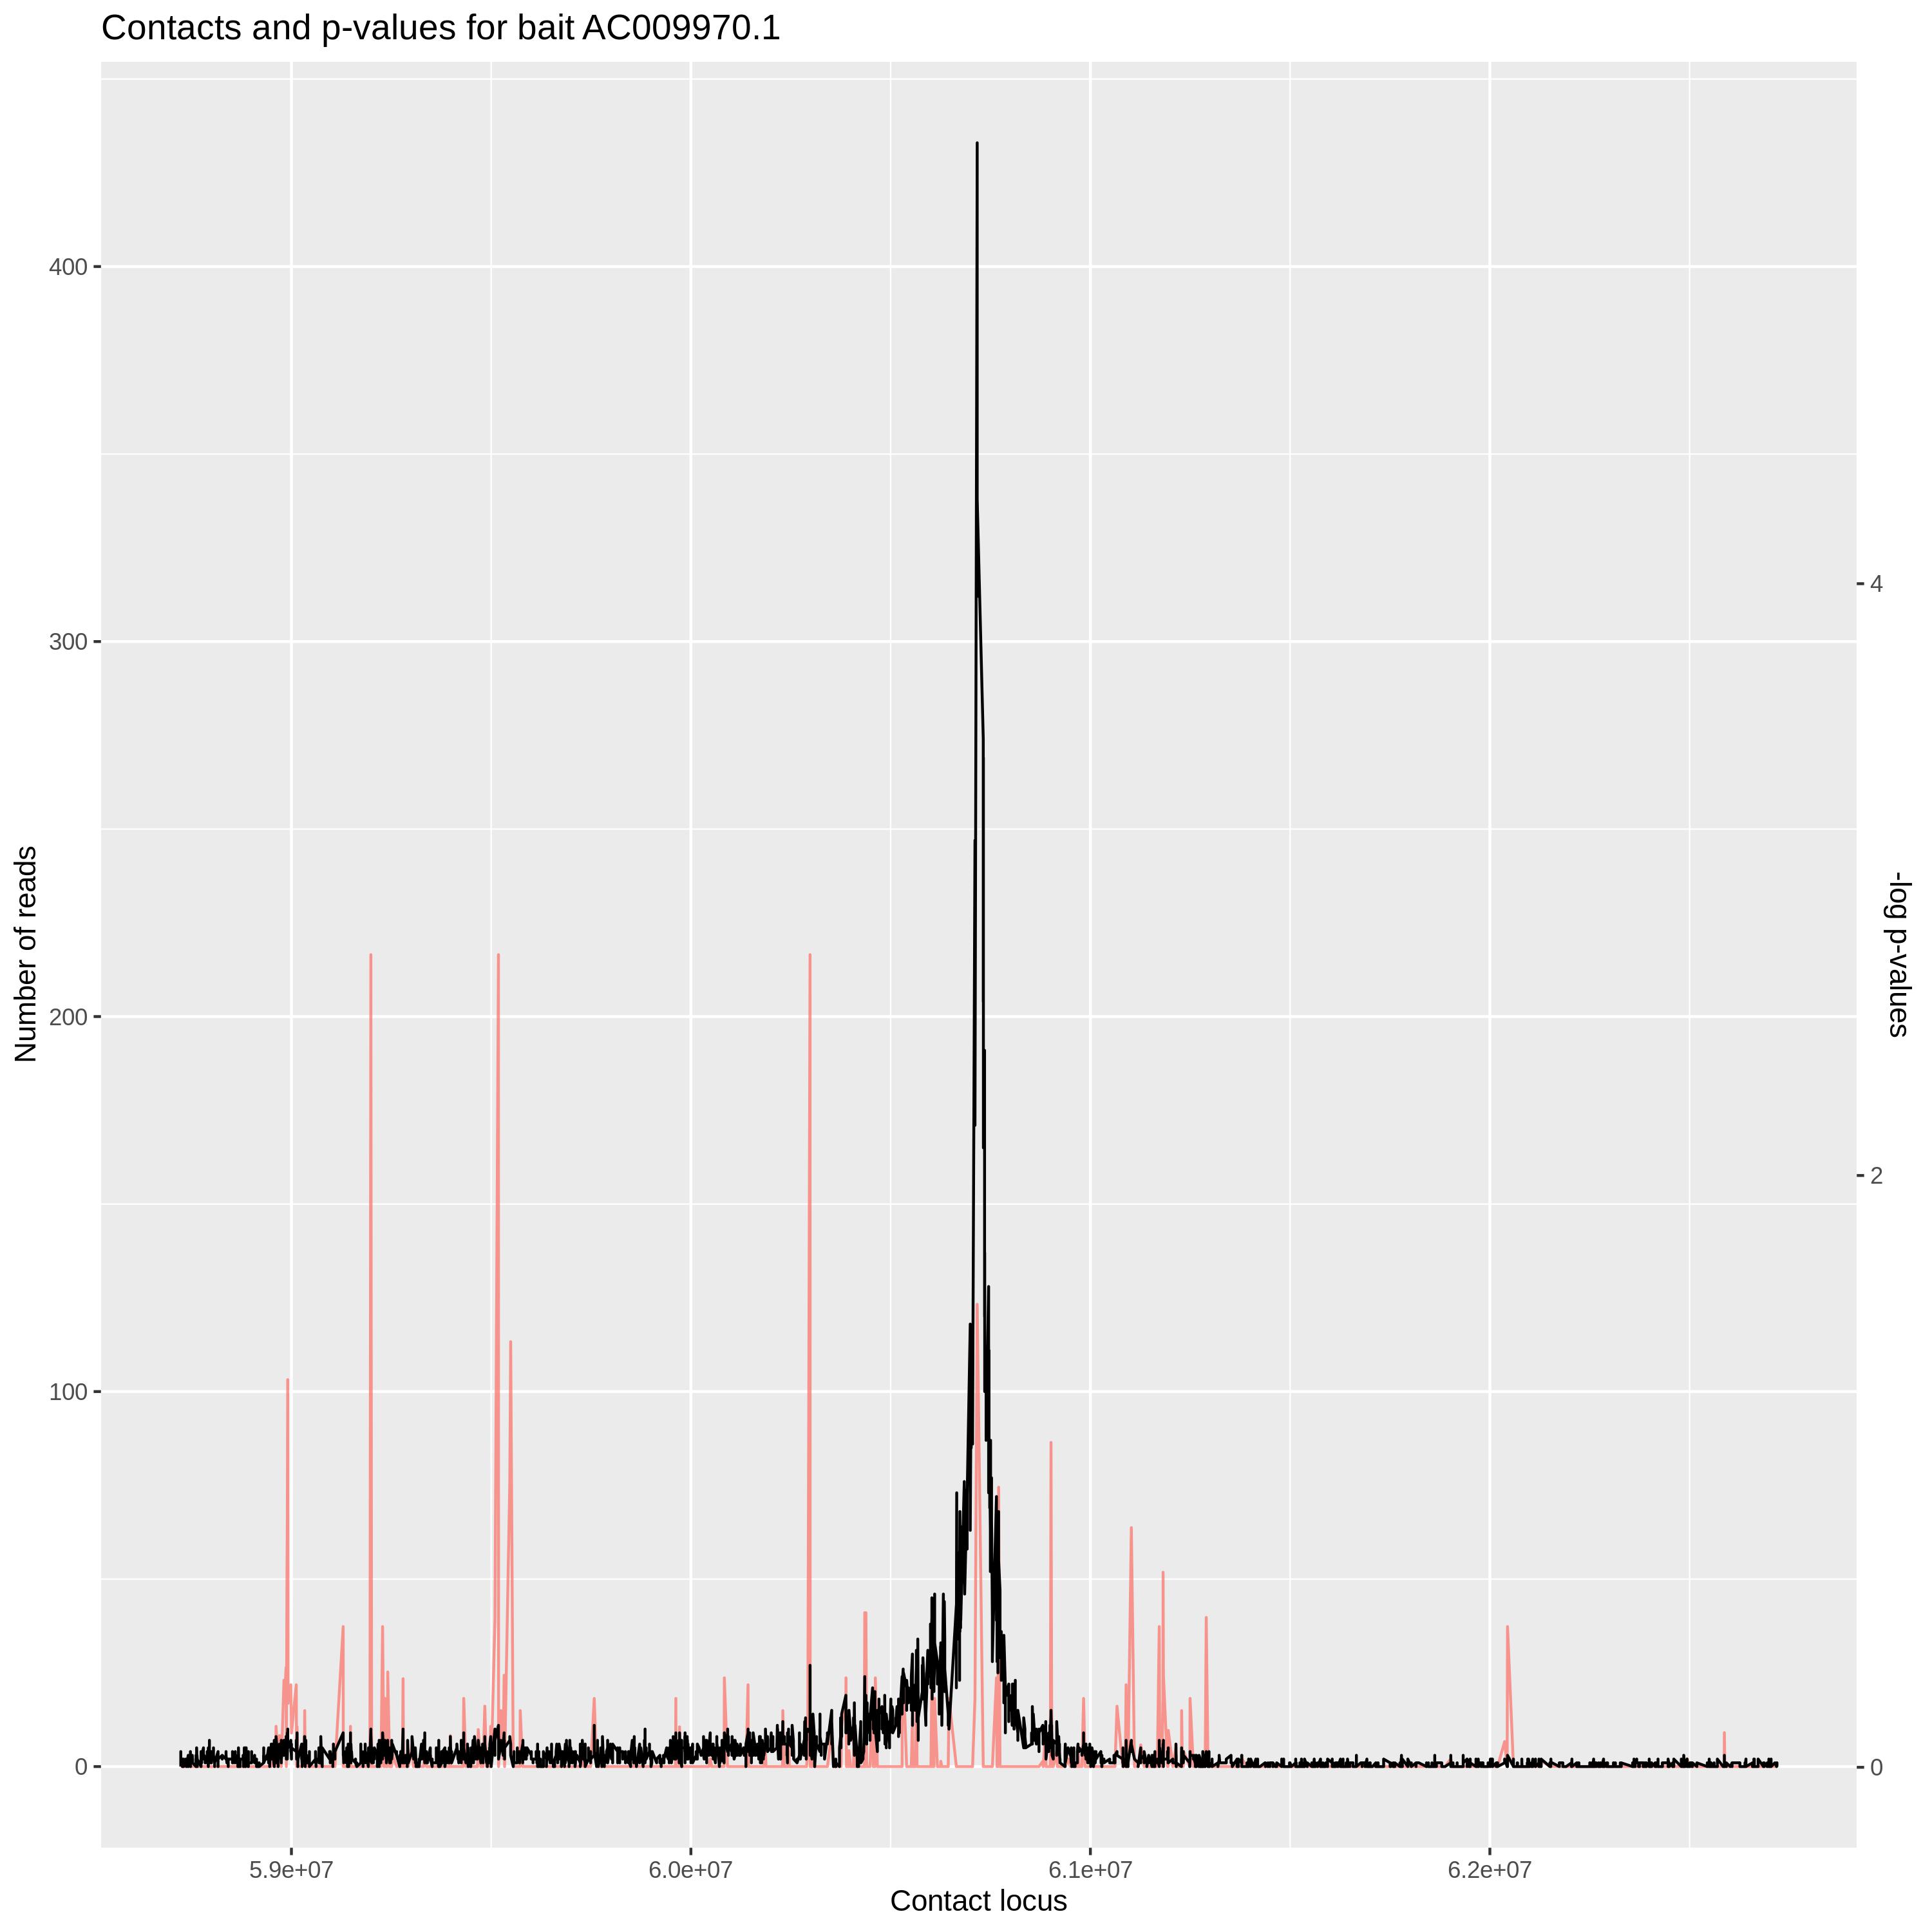 Contacts and p-values for bait AC009970.1
400
300
200
100
0
Number of reads
4
2
0
-log p-values
5.9e+07
6.0e+07
6.1e+07
6.2e+07
Contact locus